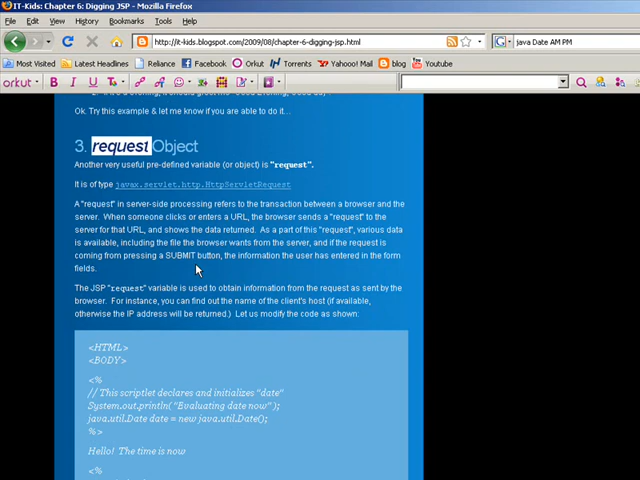 IT-Kids: Chapter 6: Digging JSP - Mozilla Firefox
File Edit View History Bookmarks Tools Help
http://it-kids.blogspot.com/2009/08/chapter-6-digging-jsp.html
java Date AM PM
Most Visited Latest Headlines Reliance Facebook Orkut Torrents Yahooo! Mail blog Youtube
orkut B I U T
Ok. Try this example & let me know if you are able to do it...
3. request Object
Another very useful pre-defined variable (or object) is "request".
It is of type javax.servlet.http.HttpServletRequest
A "request" in server-side processing refers to the transaction between a browser and the
server. When someone clicks or enters a URL, the browser sends a "request" to the
server for that URL, and shows the data returned. As a part of this "request", various data
is available, including the file the browser wants from the server, and if the request is
coming from pressing a SUBMIT button, the information the user has entered in the form
fields.
The JSP "request" variable is used to obtain information from the request as sent by the
browser. For instance, you can find out the name of the client's host (if available,
otherwise the IP address will be returned.) Let us modify the code as shown:
<HTML>
<BODY>
<%
// This scriptlet declares and initializes "date"
System.out.println( "Evaluating date now" );
java.util.Date date = new java.util.Date();
%>
Hello! The time is now
<%